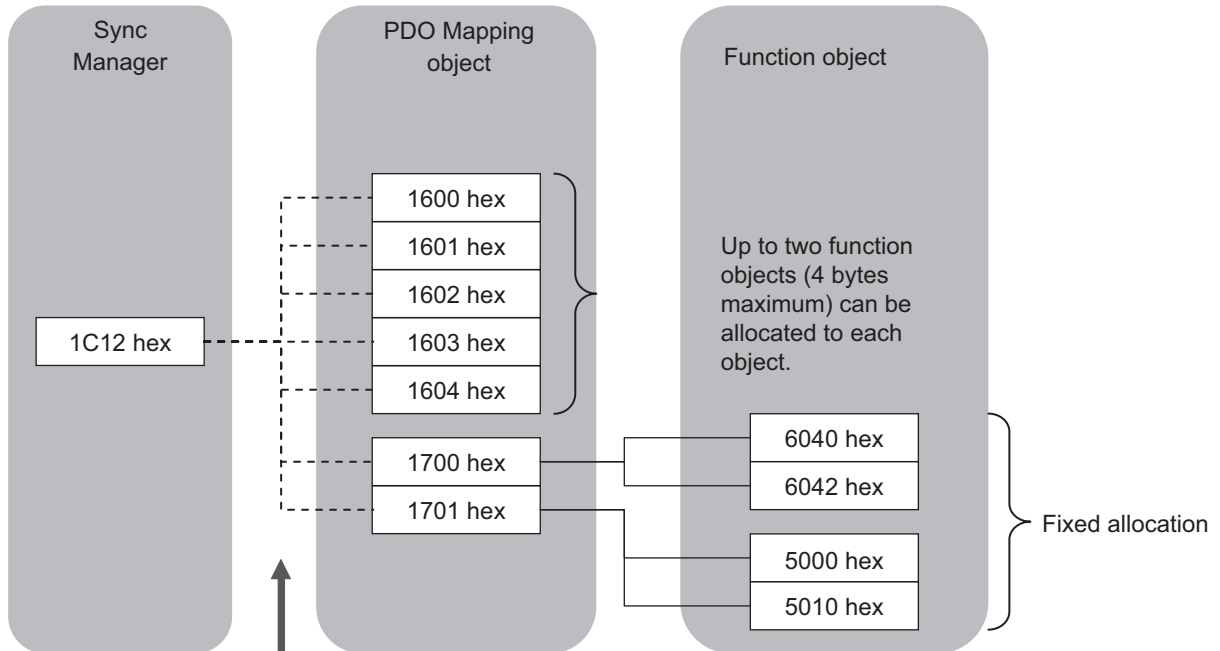 Sync
Manager
PDO Mapping
object
Function object
1600 hex
1601 hex
1602 hex
1603 hex
1604 hex
1C12 hex
1700 hex
1701 hex
Up to two function
objects (4 bytes
maximum) can be
allocated to each
object.
6040 hex
6042 hex
5000 hex
5010 hex
Fixed allocation